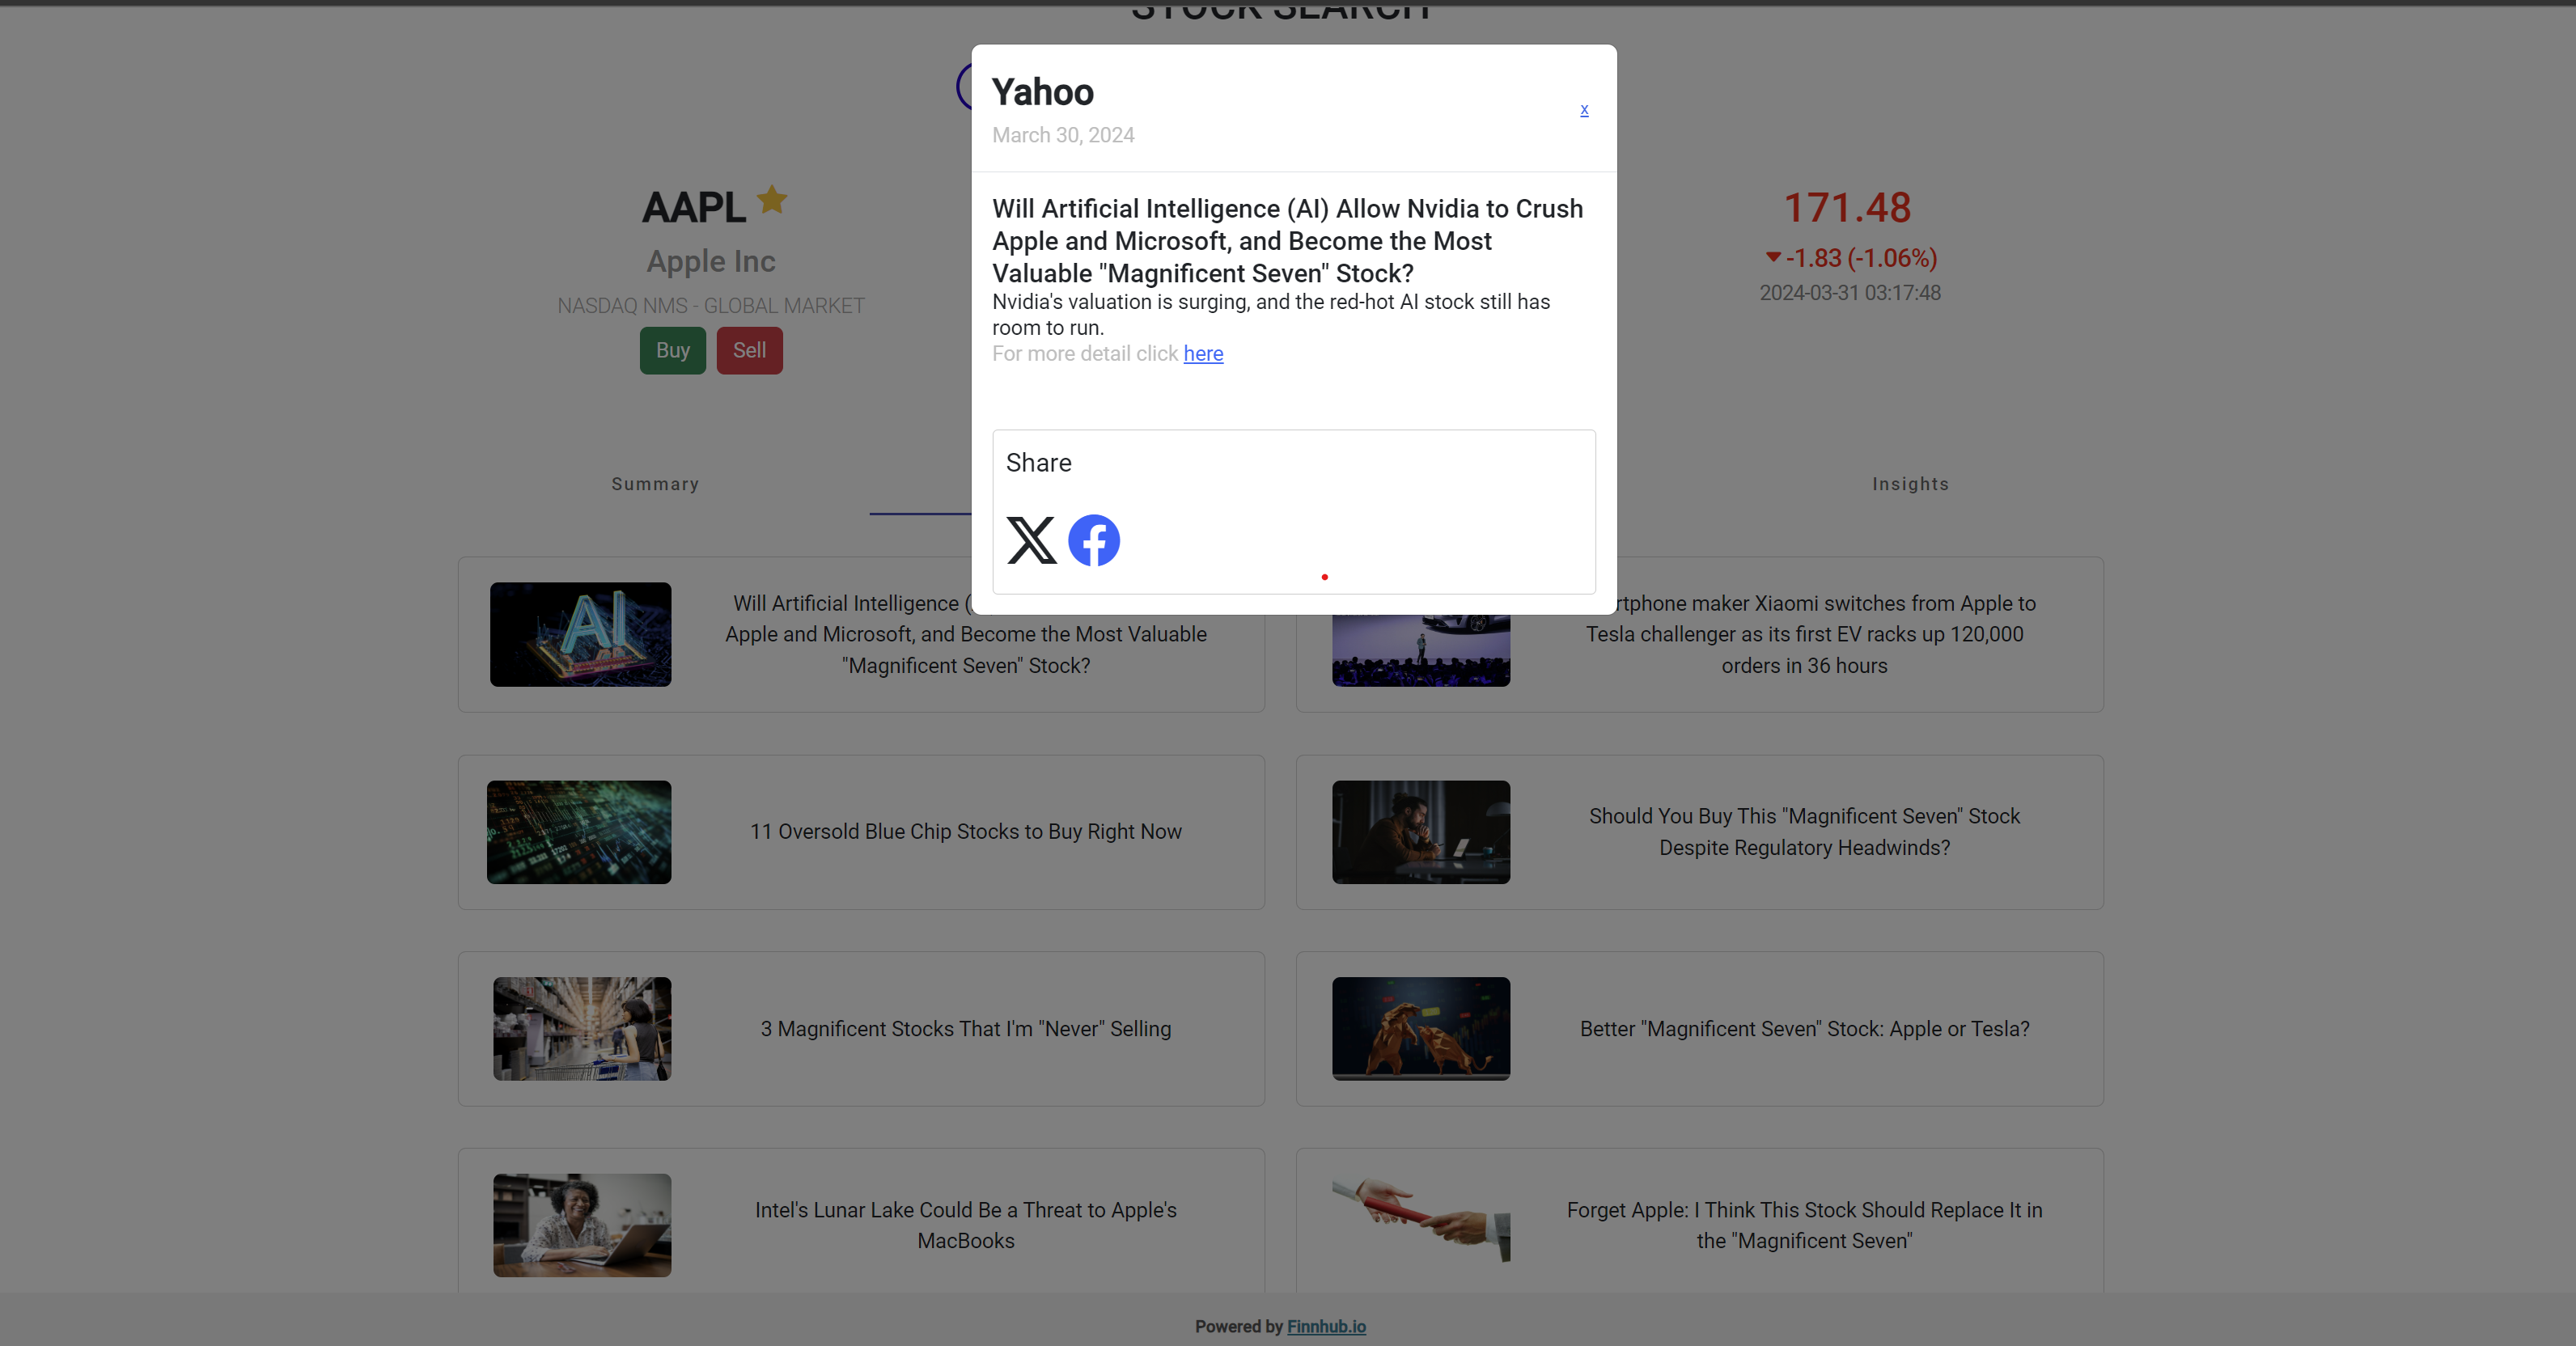 STOCK SEARCH
Yahoo
x
March 30, 2024
Will Artificial Intelligence (AI) Allow Nvidia to Crush
Apple and Microsoft, and Become the Most
Valuable "Magnificent Seven" Stock?
Nvidia's valuation is surging, and the red-hot AI stock still has
room to run.
For more detail click here
Share
AAPL
Apple Inc
NASDAQ NMS - GLOBAL MARKET
Buy Sell
171.48
-1.83 (-1.06%)
2024-03-31 03:17:48
Summary
Insights
AI
Will Artificial Intelligence (
Apple and Microsoft, and Become the Most Valuable
"Magnificent Seven" Stock?
rtphone maker Xiaomi switches from Apple to
Tesla challenger as its first EV racks up 120,000
orders in 36 hours
11 Oversold Blue Chip Stocks to Buy Right Now
Should You Buy This "Magnificent Seven" Stock
Despite Regulatory Headwinds?
3 Magnificent Stocks That I'm "Never" Selling
Better "Magnificent Seven" Stock: Apple or Tesla?
Intel's Lunar Lake Could Be a Threat to Apple's
MacBooks
Forget Apple: I Think This Stock Should Replace It in
the "Magnificent Seven"
Powered by Finnhub.io